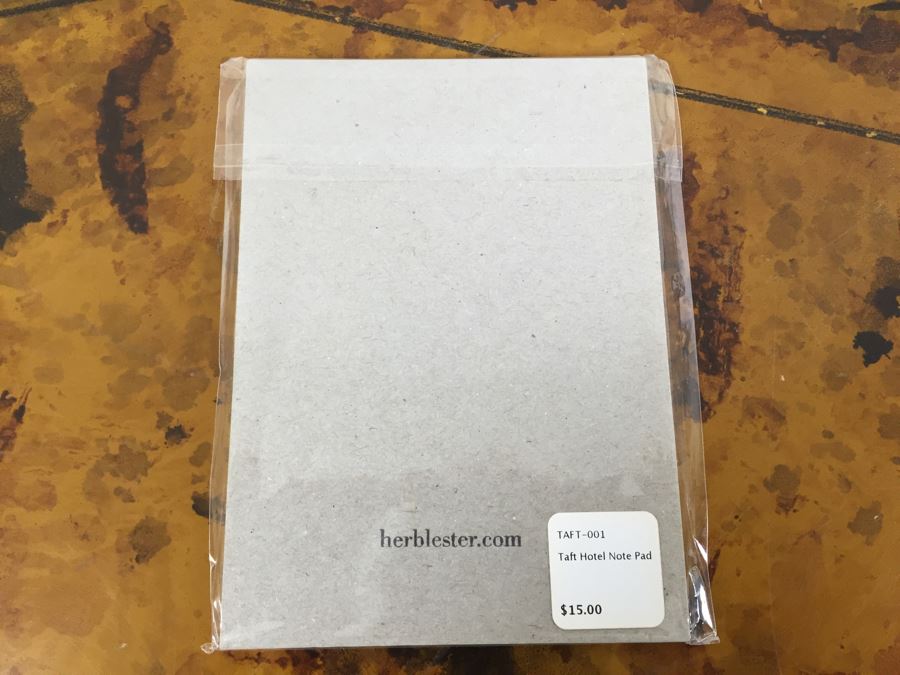 herblester.com
TAFT-001
Taft Hotel Note Pad
$15.00